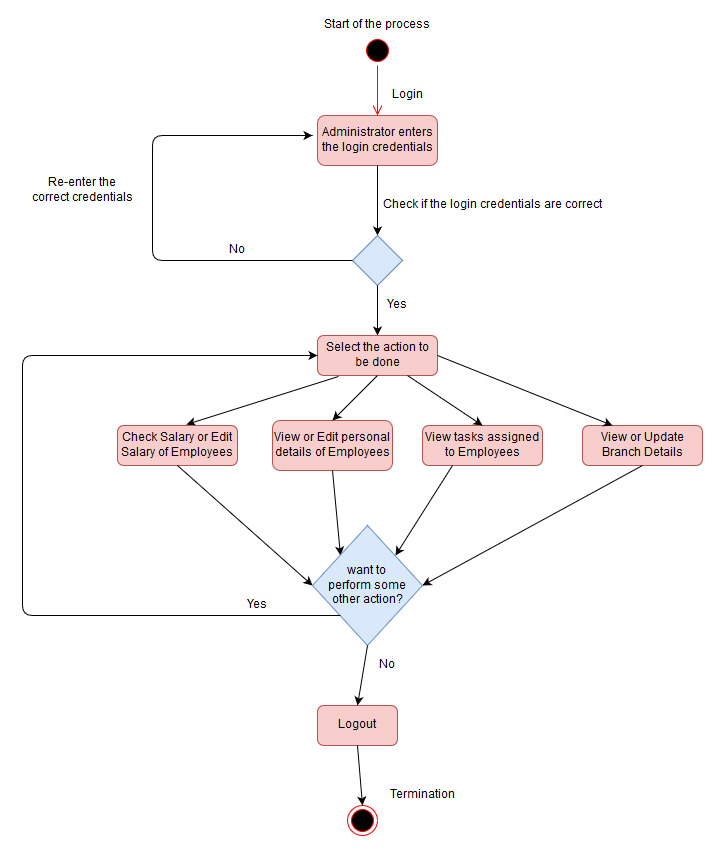 Start of the process
Login
Administrator enters
the login credentials
Re-enter the
correct credentials
Check if the login credentials are correct
No
Yes
Select the action to
be done
Check Salary or Edit
Salary of Employees
View or Edit personal
details of Employees
View tasks assigned
to Employees
View or Update
Branch Details
want to
perform some
other action?
Yes
No
Logout
Termination